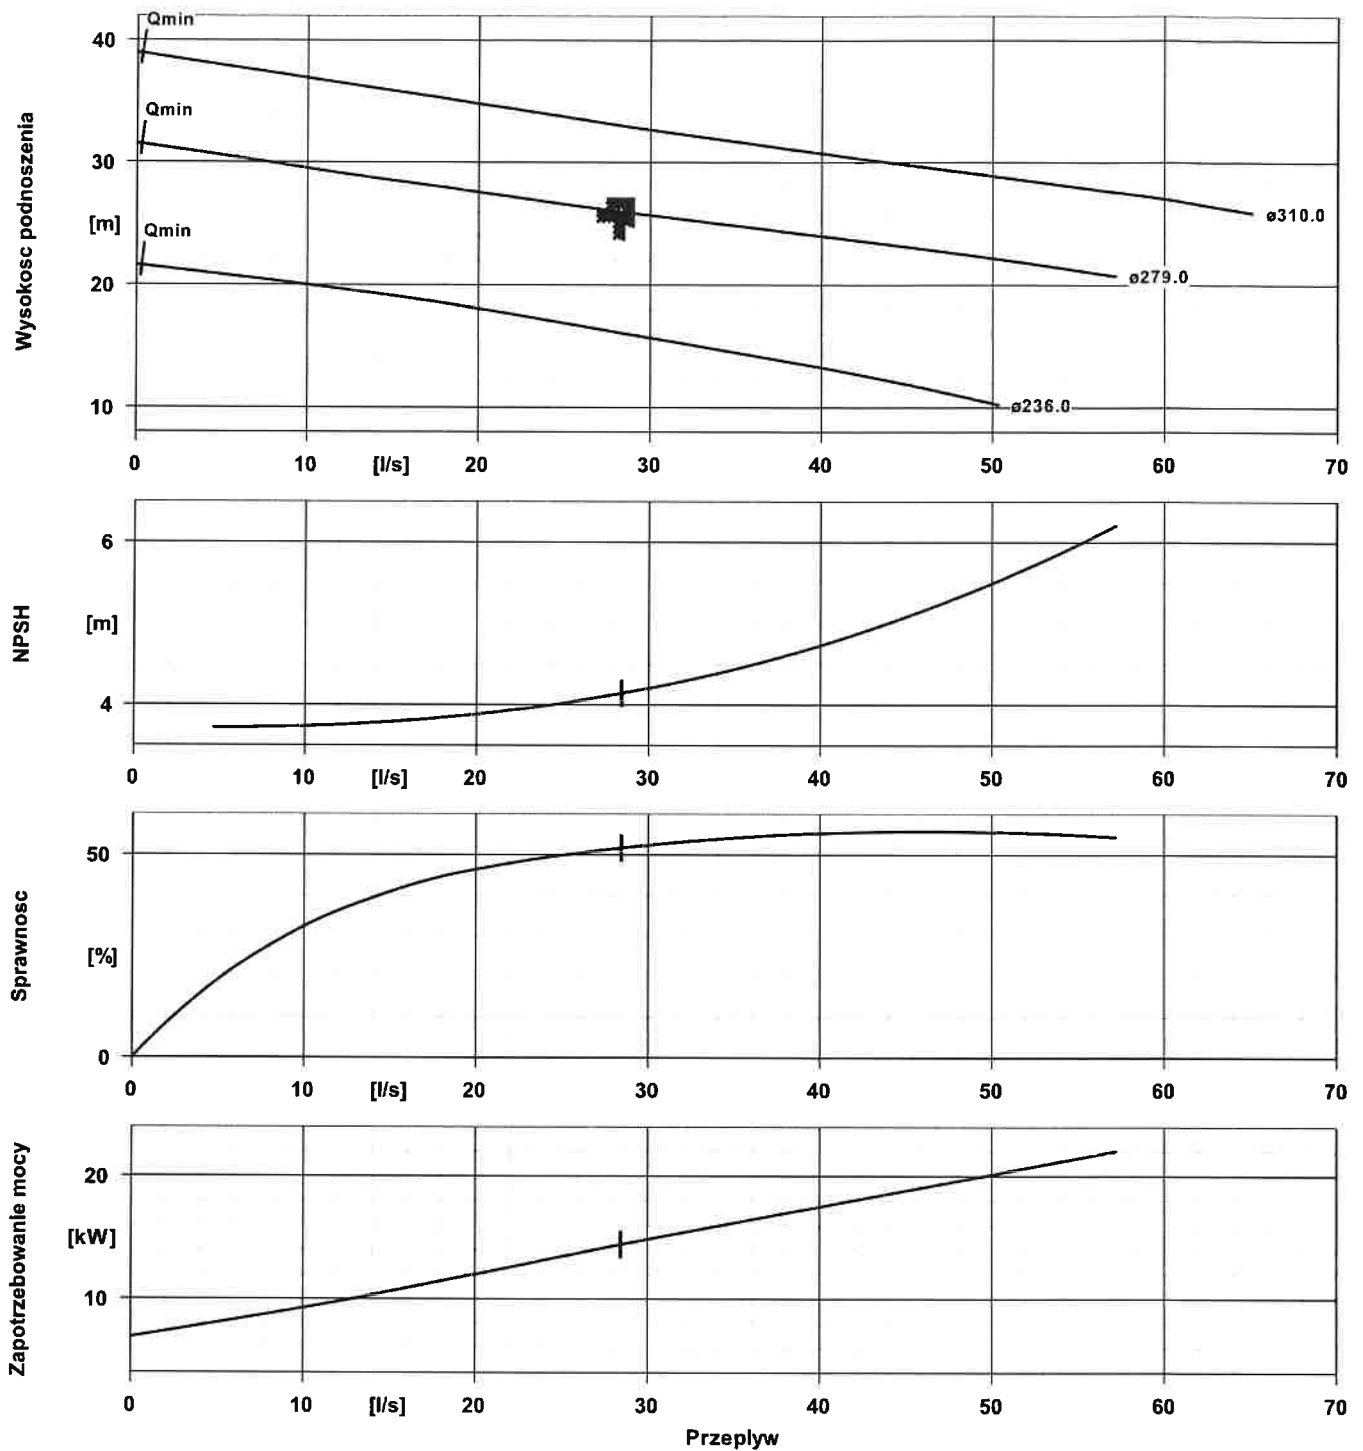 Qmin
40
Qmin
30
[m]
Qmin
20
10
Wysokosc podnoszenia
ø310.0
ø279.0
ø236.0
0 10 [l/s] 20 30 40 50 60 70
6
[m]
4
NPSH
0 10 [l/s] 20 30 40 50 60 70
50
[%]
0
Sprawnosc
0 10 [l/s] 20 30 40 50 60 70
20
[kW]
10
Zapotrzebowanie mocy
0 10 [l/s] 20 30 40 50 60 70
Przeplyw